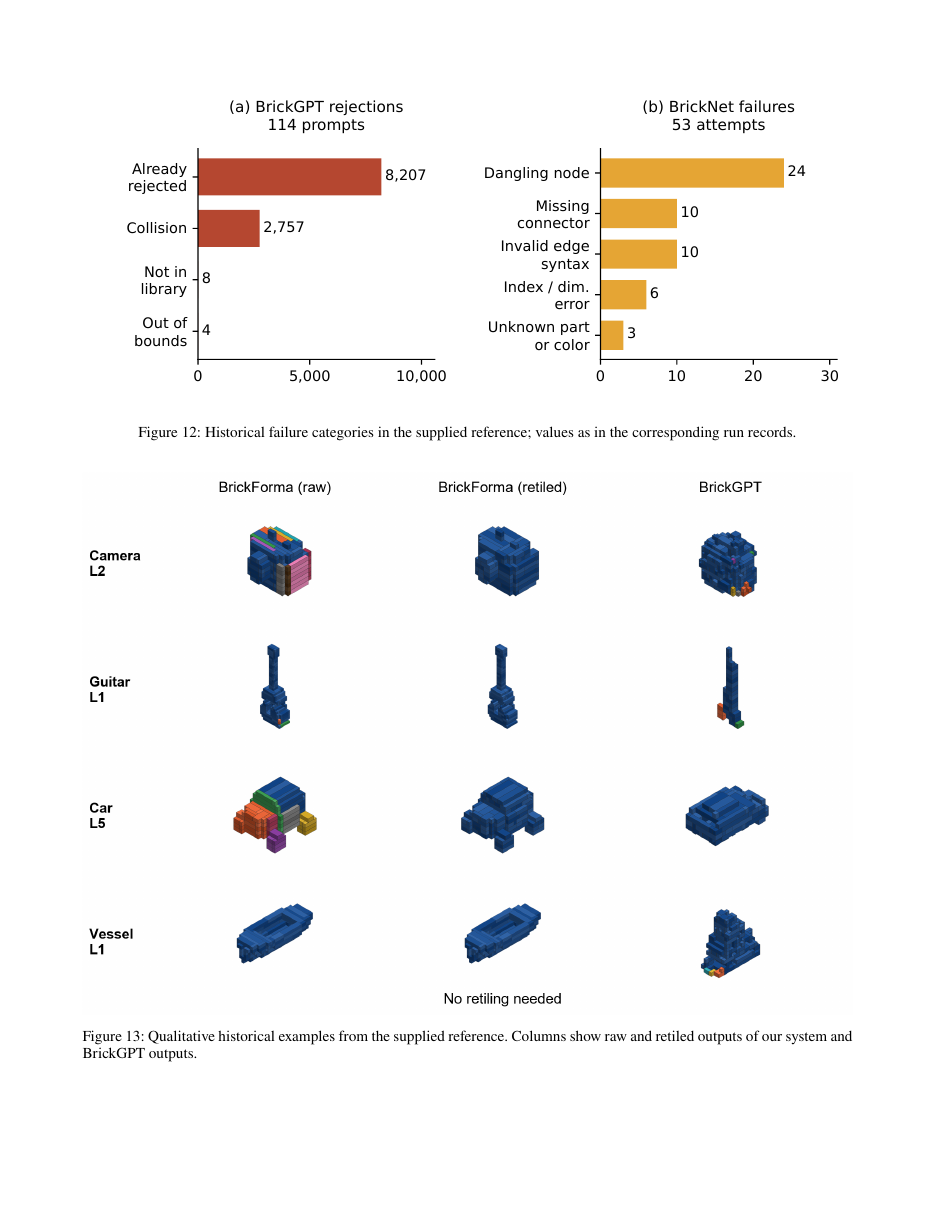 (a) BrickGPT rejections
114 prompts
Already
rejected
8,207
Collision
2,757
Not in
library
8
Out of
bounds
4
0
5,000
10,000
(b) BrickNet failures
53 attempts
Dangling node
24
Missing
connector
10
Invalid edge
syntax
10
Index / dim.
error
6
Unknown part
or color
3
0
10
20
30
Figure 12: Historical failure categories in the supplied reference; values as in the corresponding run records.
BrickForma (raw)
BrickForma (retiled)
BrickGPT
Camera
L2
Guitar
L1
Car
L5
Vessel
L1
No retiling needed
Figure 13: Qualitative historical examples from the supplied reference. Columns show raw and retiled outputs of our system and
BrickGPT outputs.